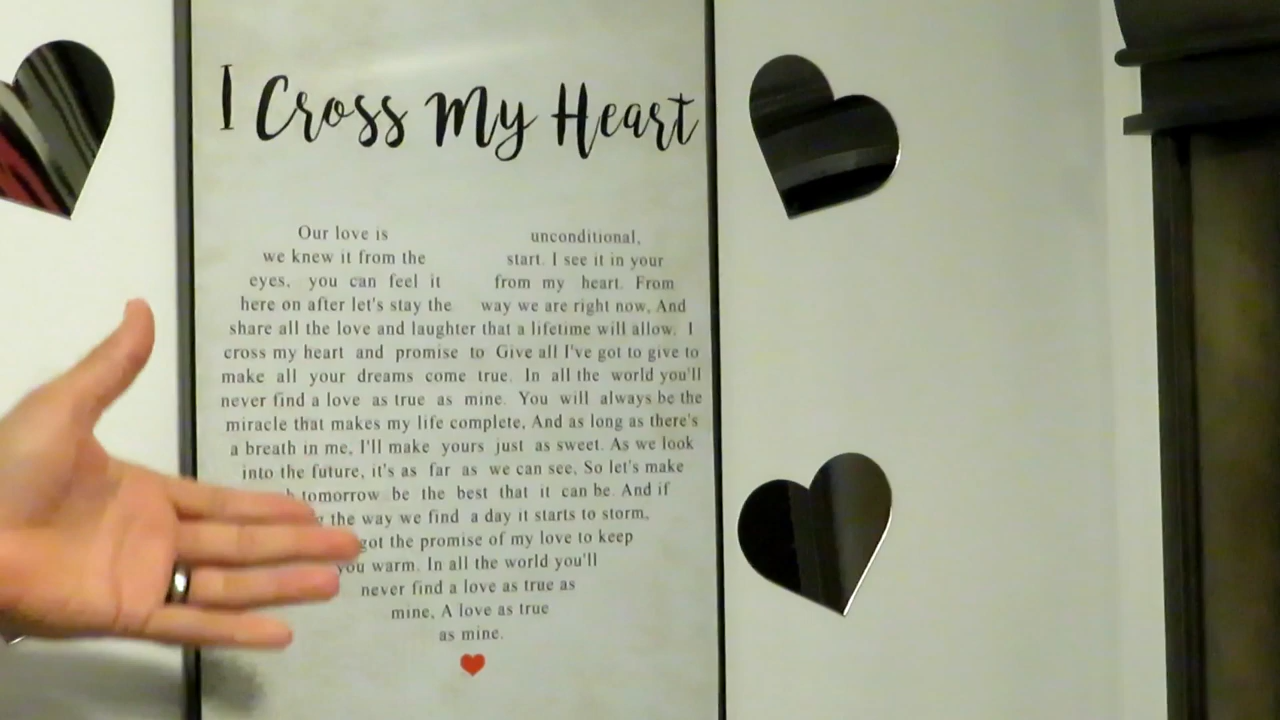 I Cross My Heart
Our love is unconditional,
we knew it from the start. I see it in your
eyes, you can feel it from my heart. From
here on after let's stay the way we are right now, And
share all the love and laughter that a lifetime will allow. I
cross my heart and promise to Give all I've got to give to
make all your dreams come true. In all the world you'll
never find a love as true as mine. You will always be the
miracle that makes my life complete, And as long as there's
a breath in me, I'll make yours just as sweet. As we look
into the future, it's as far as we can see, So let's make
tomorrow be the best that it can be. And if
the way we find a day it starts to storm,
got the promise of my love to keep
you warm. In all the world you'll
never find a love as true as
mine, A love as true
as mine.